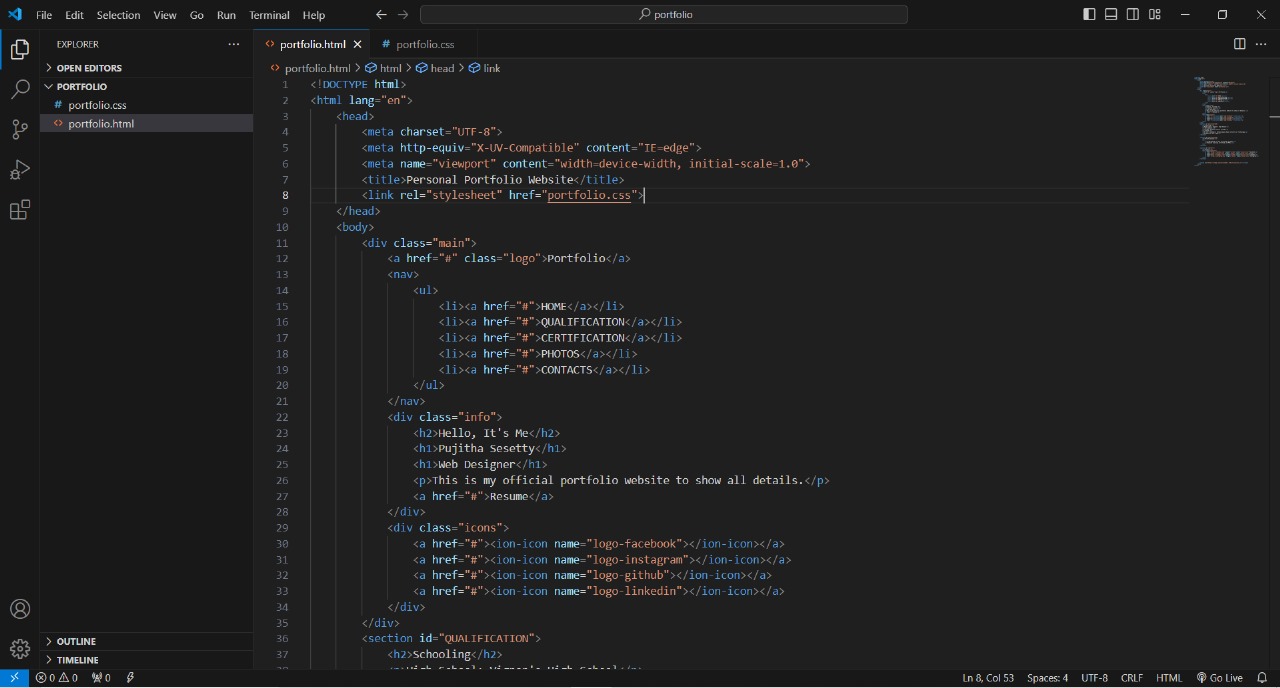 File Edit Selection View Go Run Terminal Help
portfolio
EXPLORER
OPEN EDITORS
PORTFOLIO
# portfolio.css
<> portfolio.html
OUTLINE
TIMELINE
<> portfolio.html × # portfolio.css
<> portfolio.html > html > head > link
1 <!DOCTYPE html>
2 <html lang="en">
3 <head>
4 <meta charset="UTF-8">
5 <meta http-equiv="X-UV-Compatible" content="IE=edge">
6 <meta name="viewport" content="width=device-width, initial-scale=1.0">
7 <title>Personal Portfolio Website</title>
8 <link rel="stylesheet" href="portfolio.css">
9 </head>
10 <body>
11 <div class="main">
12 <a href="#" class="logo">Portfolio</a>
13 <nav>
14 <ul>
15 <li><a href="#">HOME</a></li>
16 <li><a href="#">QUALIFICATION</a></li>
17 <li><a href="#">CERTIFICATION</a></li>
18 <li><a href="#">PHOTOS</a></li>
19 <li><a href="#">CONTACTS</a></li>
20 </ul>
21 </nav>
22 <div class="info">
23 <h2>Hello, It's Me</h2>
24 <h1>Pujitha Sesetty</h1>
25 <h1>Web Designer</h1>
26 <p>This is my official portfolio website to show all details.</p>
27 <a href="#">Resume</a>
28 </div>
29 <div class="icons">
30 <a href="#"><ion-icon name="logo-facebook"></ion-icon></a>
31 <a href="#"><ion-icon name="logo-instagram"></ion-icon></a>
32 <a href="#"><ion-icon name="logo-github"></ion-icon></a>
33 <a href="#"><ion-icon name="logo-linkedin"></ion-icon></a>
34 </div>
35 </div>
36 <section id="QUALIFICATION">
37 <h2>Schooling</h2>
0 0 0
Ln 8, Col 53 Spaces: 4 UTF-8 CRLF HTML Go Live